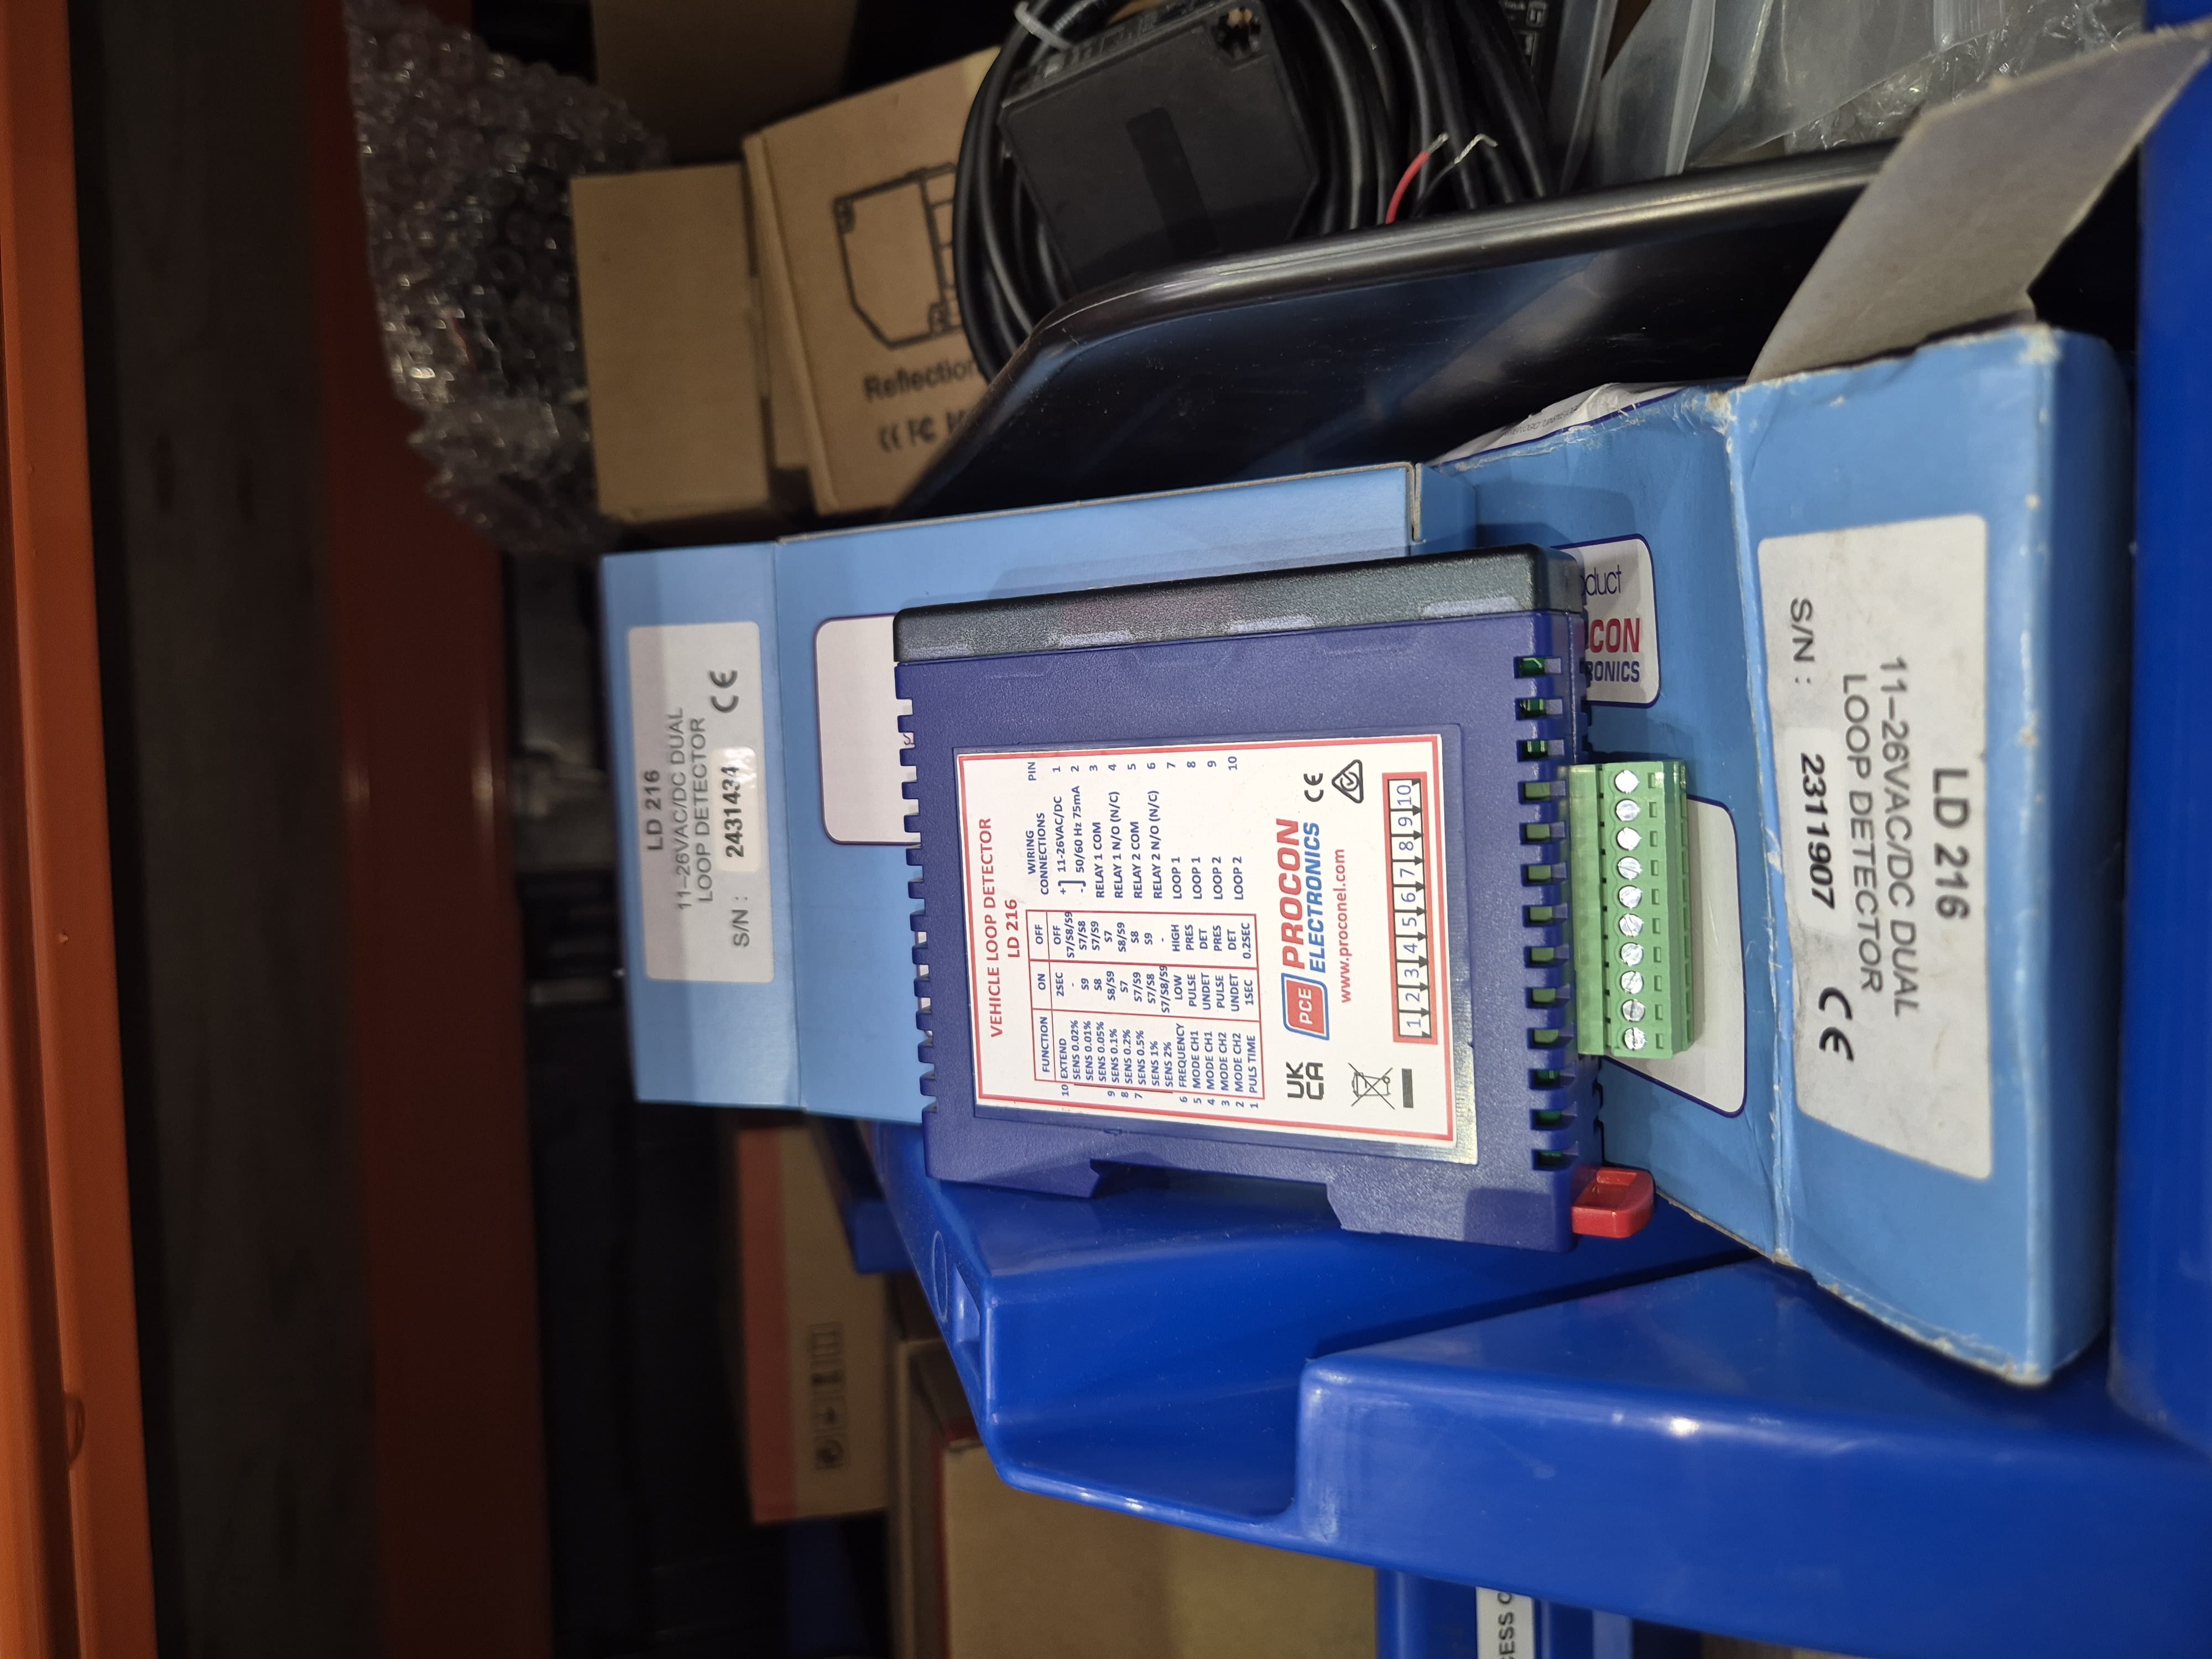 LD 216
11–26VAC/DC DUAL
LOOP DETECTOR
S/N : 2431434 CE
Reflection
VEHICLE LOOP DETECTOR
LD 216
FUNCTION ON OFF
10 EXTEND 2SEC OFF
SENS 0.02% - S7/S8/S9
SENS 0.01% S9 S7/S8
SENS 0.05% S8 S7/S9
9 SENS 0.1% S8/S9 S7
8 SENS 0.2% S7 S8/S9
7 SENS 0.5% S7/S9 S8
SENS 1% S7/S8 S9
SENS 2% S7/S8/S9 -
6 FREQUENCY LOW HIGH
5 MODE CH1 PULSE PRES
4 MODE CH1 UNDET DET
3 MODE CH2 PULSE PRES
2 MODE CH2 UNDET DET
1 PULS TIME 1SEC 0.2SEC
WIRING CONNECTIONS PIN
+ 11-26VAC/DC 1
- 50/60 Hz 75mA 2
RELAY 1 COM 3
RELAY 1 N/O (N/C) 4
RELAY 2 COM 5
RELAY 2 N/O (N/C) 6
LOOP 1 7
LOOP 1 8
LOOP 2 9
LOOP 2 10
UK
CA
PCE PROCON
ELECTRONICS CE
www.proconel.com
1 2 3 4 5 6 7 8 9 10
CESS C
duct
CON
ONICS
LD 216
11–26VAC/DC DUAL
LOOP DETECTOR
S/N : 2311907 CE